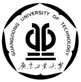 GUANGDONG UNIVERSITY OF TECHNOLOGY
广东工业大学